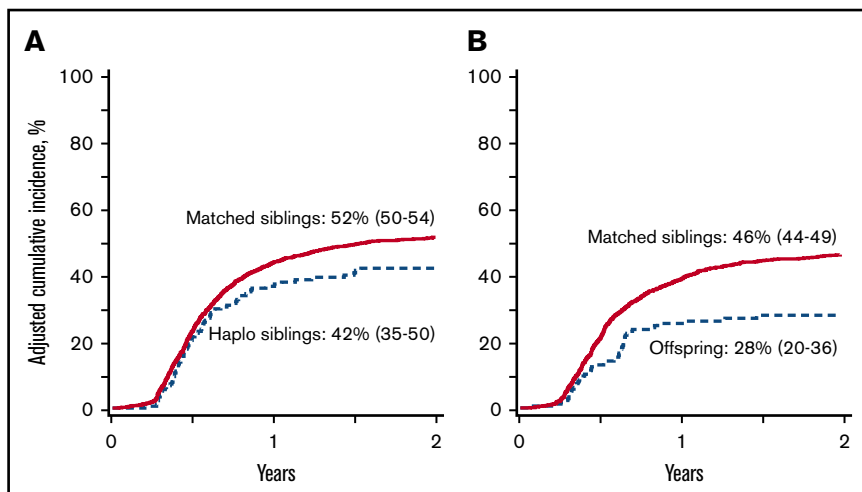 A
Adjusted cumulative incidence, %
100
80
60
40
20
0
Matched siblings: 52% (50-54)
Haplo siblings: 42% (35-50)
0 1 2
Years
B
100
80
60
40
20
0
Matched siblings: 46% (44-49)
Offspring: 28% (20-36)
0 1 2
Years